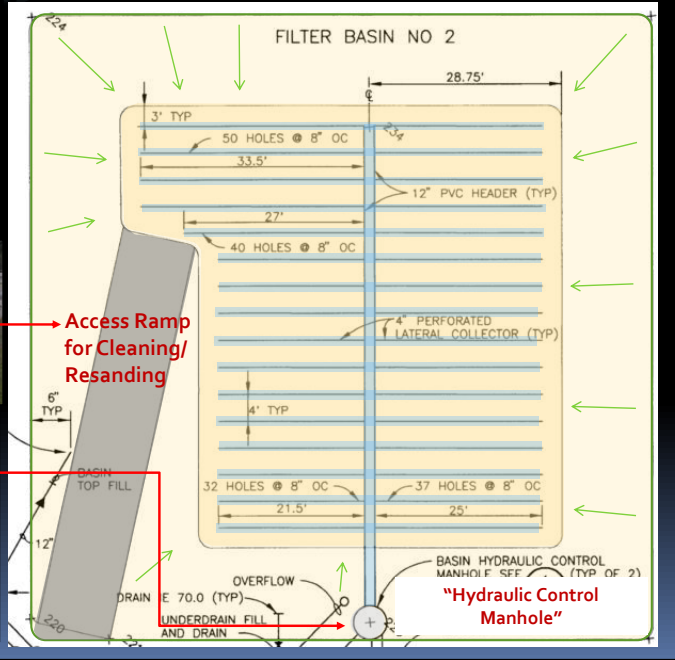 224
FILTER BASIN NO 2
28.75'
℄
3' TYP
234
50 HOLES @ 8" OC
33.5'
12" PVC HEADER (TYP)
27'
40 HOLES @ 8" OC
Access Ramp
for Cleaning/
Resanding
4" PERFORATED
LATERAL COLLECTOR (TYP)
6"
TYP
4' TYP
BASIN
TOP FILL
32 HOLES @ 8" OC
37 HOLES @ 8" OC
21.5'
25'
12"
BASIN HYDRAULIC CONTROL
MANHOLE SEE (TYP OF 2)
OVERFLOW
DRAIN IE 70.0 (TYP)
"Hydraulic Control
Manhole"
UNDERDRAIN FILL
AND DRAIN
220